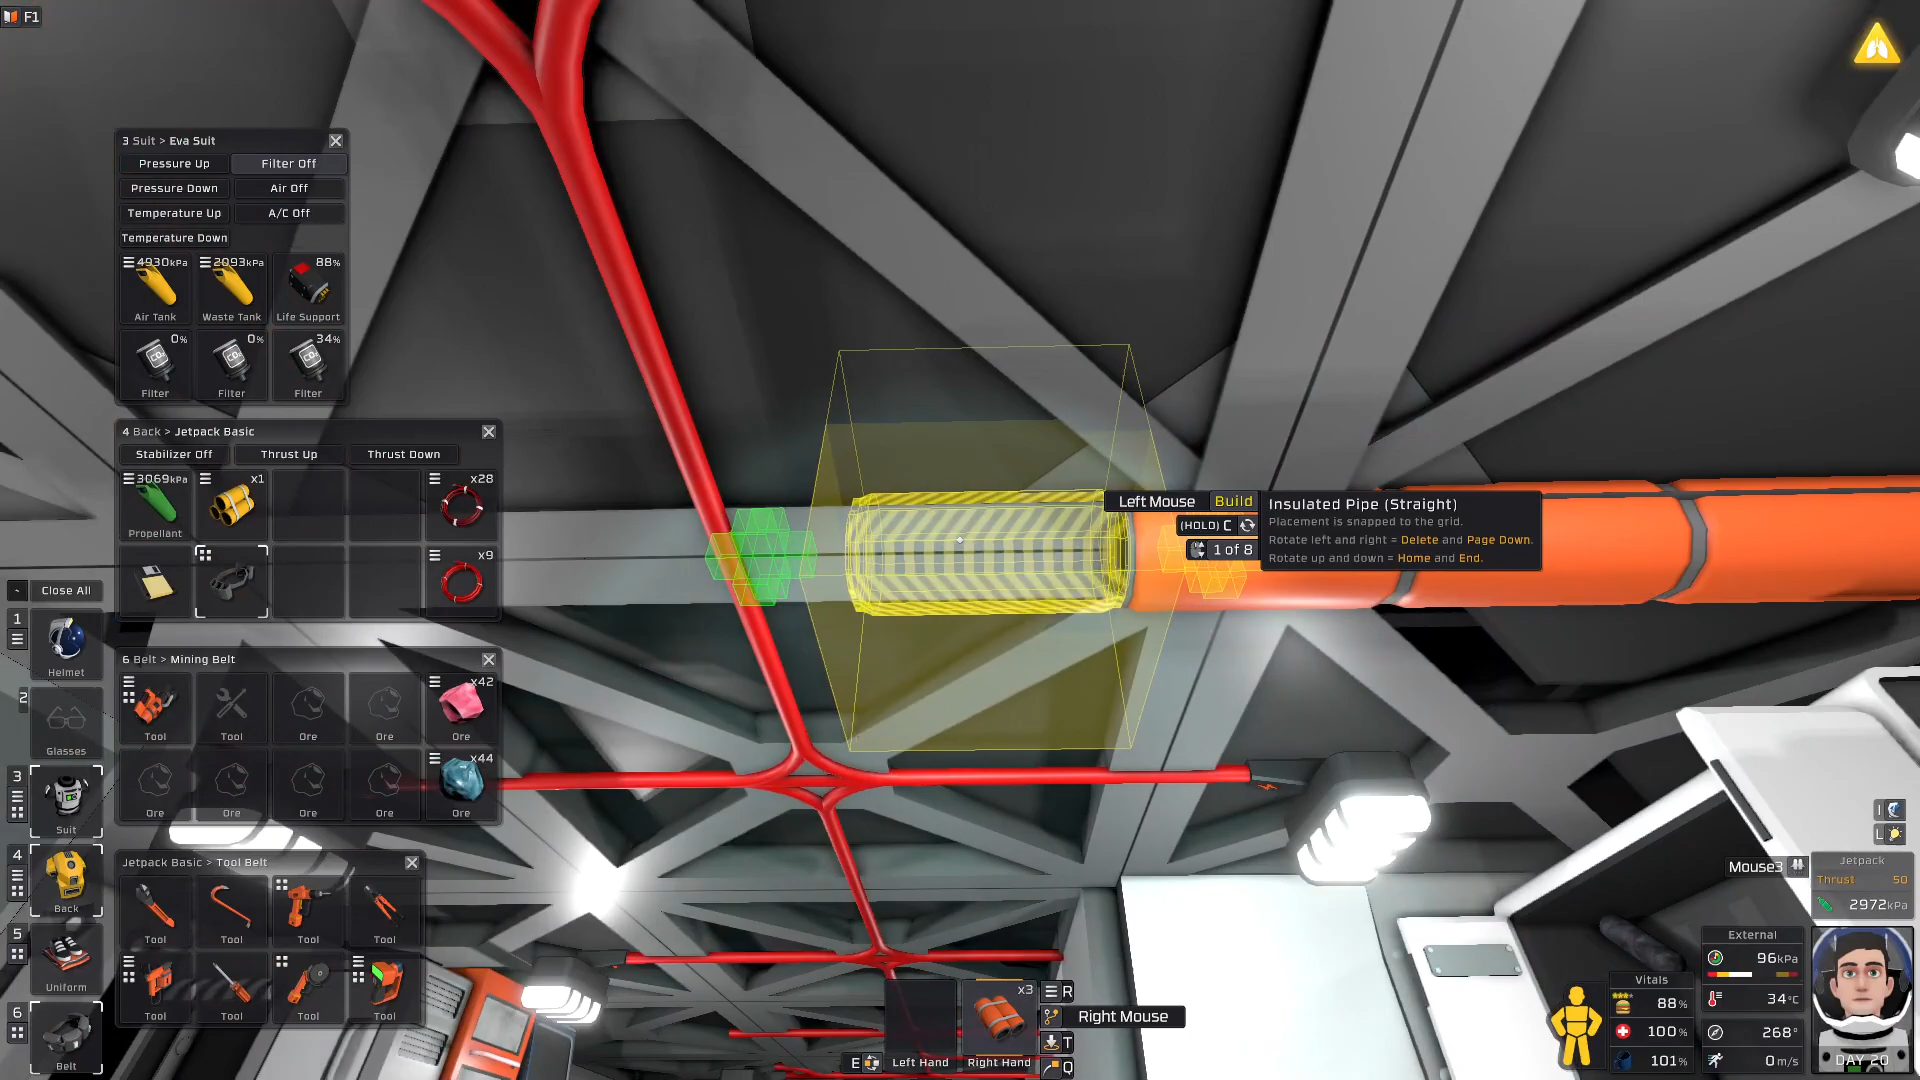 F1
3 Suit > Eva Suit
Pressure Up
Filter Off
Pressure Down
Air Off
Temperature Up
A/C Off
Temperature Down
4930kPa
2093kPa
88%
Air Tank
Waste Tank
Life Support
0%
0%
34%
Filter
Filter
Filter
4 Back > Jetpack Basic
Stabilizer Off
Thrust Up
Thrust Down
3069kPa
x1
x28
Propellant
x9
~
Close All
1
Helmet
2
Glasses
3
Suit
4
Back
5
Uniform
6
Belt
6 Belt > Mining Belt
x42
Tool
Tool
Ore
Ore
Ore
x44
Ore
Ore
Ore
Ore
Ore
Jetpack Basic > Tool Belt
Tool
Tool
Tool
Tool
Tool
Tool
Tool
Tool
Left Mouse
Build
(HOLD) C
1 of 8
Insulated Pipe (Straight)
Placement is snapped to the grid.
Rotate left and right = Delete and Page Down.
Rotate up and down = Home and End.
x3
R
Right Mouse
T
E
Left Hand
Right Hand
Q
I
L
Mouse3
Jetpack
Thrust 50
2972kPa
External
96kPa
34°C
268°
0m/s
Vitals
88%
100%
101%
DAY 20